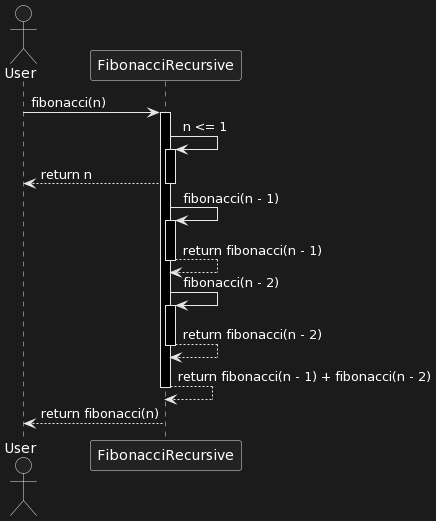 User
FibonacciRecursive
fibonacci(n)
n <= 1
return n
fibonacci(n - 1)
return fibonacci(n - 1)
fibonacci(n - 2)
return fibonacci(n - 2)
return fibonacci(n - 1) + fibonacci(n - 2)
return fibonacci(n)
User
FibonacciRecursive